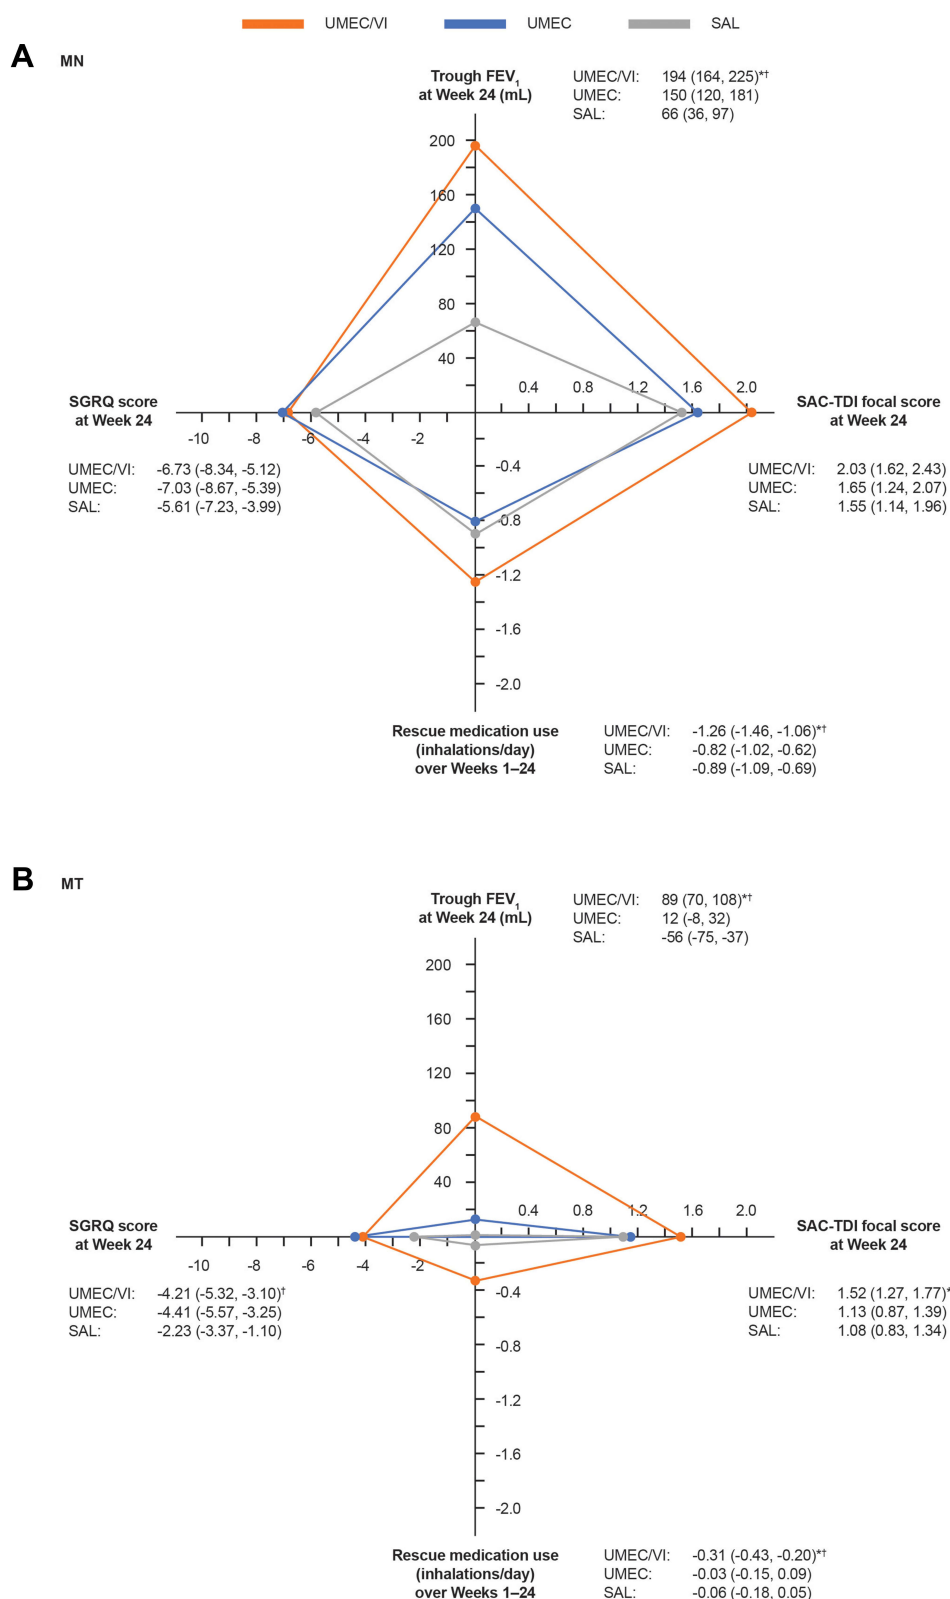 UMEC/VI UMEC SAL
A MN
Trough FEV1 at Week 24 (mL)
UMEC/VI: 194 (164, 225)*†
UMEC: 150 (120, 181)
SAL: 66 (36, 97)
200
160
120
80
40
0.4 0.8 1.2 1.6 2.0
SGRQ score
at Week 24
SAC-TDI focal score
at Week 24
-10 -8 -6 -4 -2
UMEC/VI: -6.73 (-8.34, -5.12)
UMEC: -7.03 (-8.67, -5.39)
SAL: -5.61 (-7.23, -3.99)
UMEC/VI: 2.03 (1.62, 2.43)
UMEC: 1.65 (1.24, 2.07)
SAL: 1.55 (1.14, 1.96)
-0.4
-0.8
-1.2
-1.6
-2.0
Rescue medication use
(inhalations/day)
over Weeks 1–24
UMEC/VI: -1.26 (-1.46, -1.06)*†
UMEC: -0.82 (-1.02, -0.62)
SAL: -0.89 (-1.09, -0.69)
B MT
Trough FEV1
at Week 24 (mL)
UMEC/VI: 89 (70, 108)*†
UMEC: 12 (-8, 32)
SAL: -56 (-75, -37)
200
160
120
80
40
0.4 0.8 1.2 1.6 2.0
SGRQ score
at Week 24
SAC-TDI focal score
at Week 24
-10 -8 -6 -4 -2
UMEC/VI: -4.21 (-5.32, -3.10)†
UMEC: -4.41 (-5.57, -3.25)
SAL: -2.23 (-3.37, -1.10)
UMEC/VI: 1.52 (1.27, 1.77)*
UMEC: 1.13 (0.87, 1.39)
SAL: 1.08 (0.83, 1.34)
-0.4
-0.8
-1.2
-1.6
-2.0
Rescue medication use
(inhalations/day)
over Weeks 1–24
UMEC/VI: -0.31 (-0.43, -0.20)*†
UMEC: -0.03 (-0.15, 0.09)
SAL: -0.06 (-0.18, 0.05)